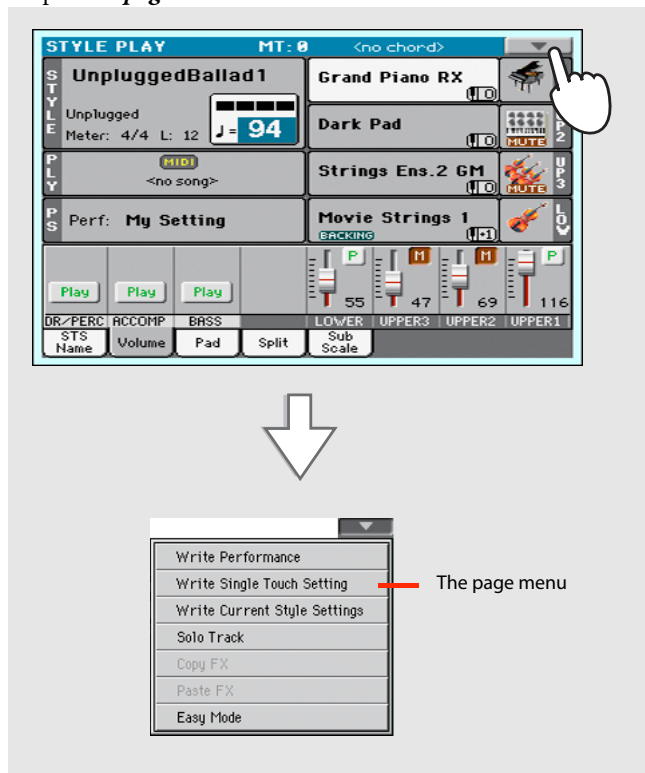 page
STYLE PLAY MT: 0 <no chord>
STYLE UnpluggedBallad1
Grand Piano RX
0
Unplugged
Meter: 4/4 L: 12 ♩= 94
Dark Pad
0
MUTE 2
PLY MIDI
<no song>
Strings Ens.2 GM
0
MUTE UP3
PS Perf: My Setting
Movie Strings 1
BACKING +1
LOW
P M M P
Play Play Play 55 47 69 116
DR/PERC ACCOMP BASS LOWER UPPER3 UPPER2 UPPER1
STS Name Volume Pad Split Sub Scale
Write Performance
Write Single Touch Setting
The page menu
Write Current Style Settings
Solo Track
Copy FX
Paste FX
Easy Mode